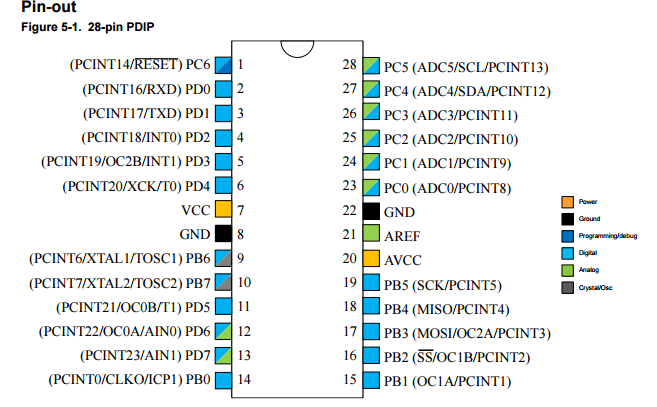 Pin-out
Figure 5-1. 28-pin PDIP
(PCINT14/RESET) PC6 1
(PCINT16/RXD) PD0 2
(PCINT17/TXD) PD1 3
(PCINT18/INT0) PD2 4
(PCINT19/OC2B/INT1) PD3 5
(PCINT20/XCK/T0) PD4 6
VCC 7
GND 8
(PCINT6/XTAL1/TOSC1) PB6 9
(PCINT7/XTAL2/TOSC2) PB7 10
(PCINT21/OC0B/T1) PD5 11
(PCINT22/OC0A/AIN0) PD6 12
(PCINT23/AIN1) PD7 13
(PCINT0/CLKO/ICP1) PB0 14
28 PC5 (ADC5/SCL/PCINT13)
27 PC4 (ADC4/SDA/PCINT12)
26 PC3 (ADC3/PCINT11)
25 PC2 (ADC2/PCINT10)
24 PC1 (ADC1/PCINT9)
23 PC0 (ADC0/PCINT8)
22 GND
21 AREF
20 AVCC
19 PB5 (SCK/PCINT5)
18 PB4 (MISO/PCINT4)
17 PB3 (MOSI/OC2A/PCINT3)
16 PB2 (SS/OC1B/PCINT2)
15 PB1 (OC1A/PCINT1)
Power
Ground
Programming/debug
Digital
Analog
Crystal/Osc